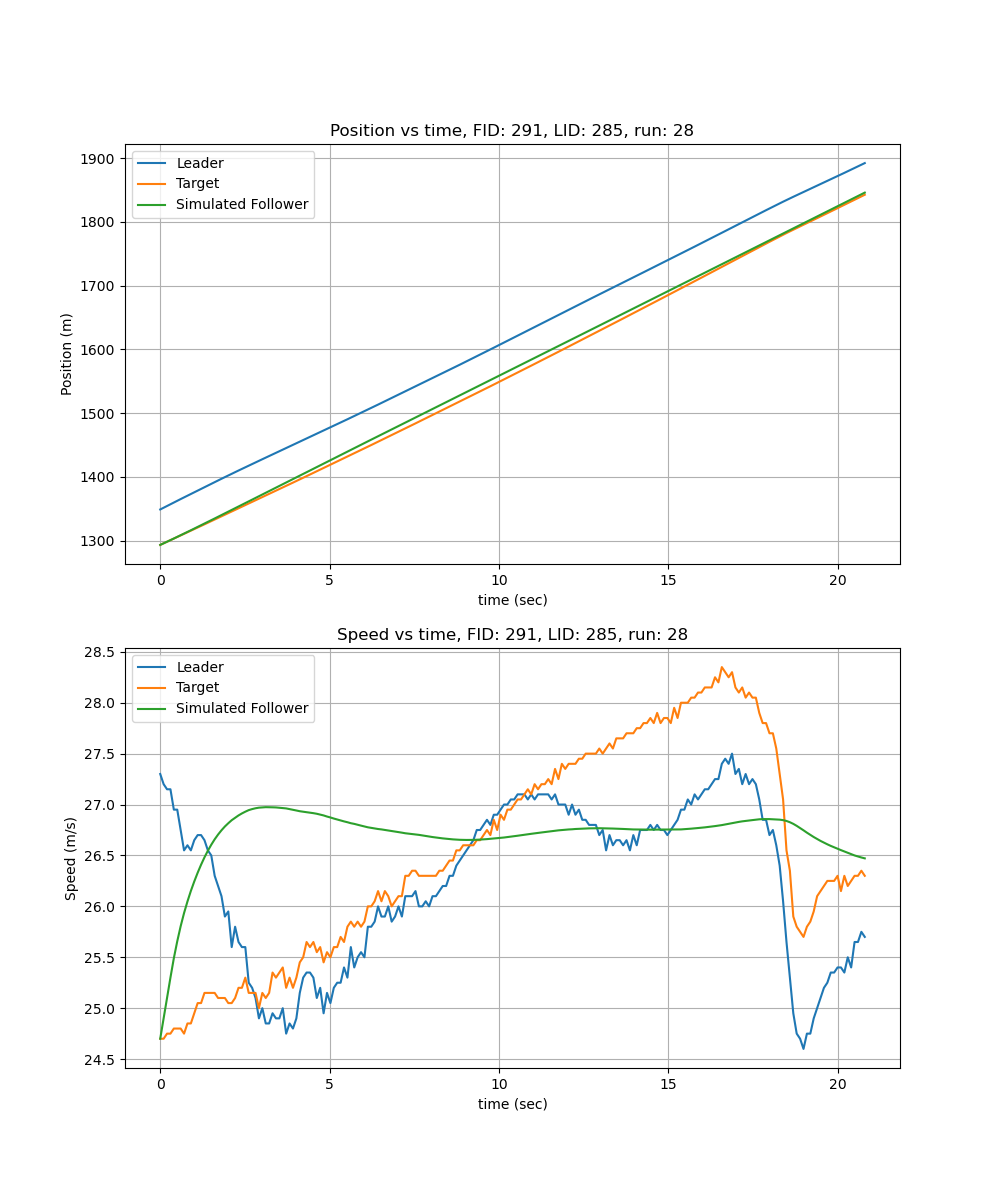 Position vs time, FID: 291, LID: 285, run: 28
Leader
Target
Simulated Follower
1900
1800
1700
1600
1500
1400
1300
Position (m)
0 5 10 15 20
time (sec)
Speed vs time, FID: 291, LID: 285, run: 28
Leader
Target
Simulated Follower
28.5
28.0
27.5
27.0
26.5
26.0
25.5
25.0
24.5
Speed (m/s)
0 5 10 15 20
time (sec)